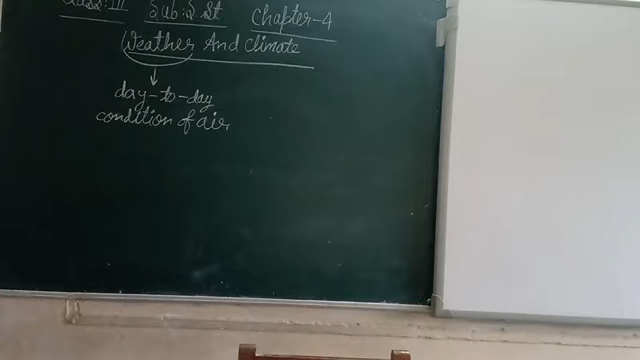 Class: III Sub: S St Chapter-4
Weather And Climate
day-to-day
condition of air